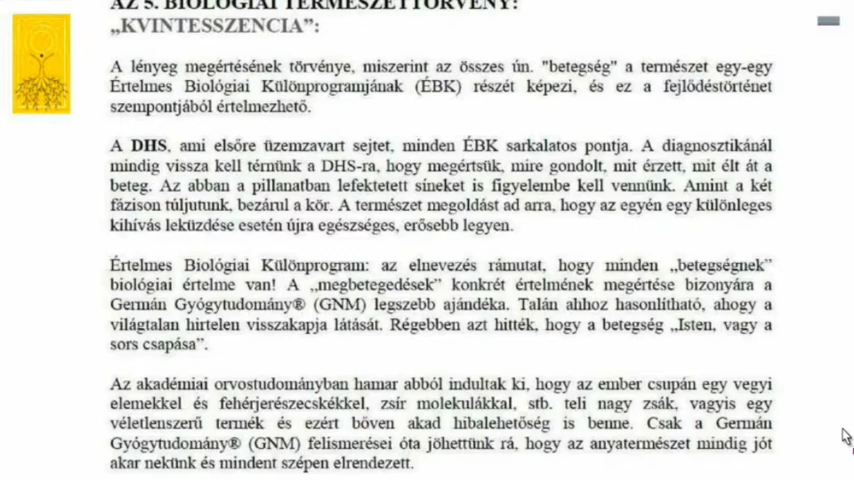 AZ 5. BIOLÓGIAI TERMÉSZETTÖRVÉNY:
„KVINTESSZENCIA”:
A lényeg megértésének törvénye, miszerint az összes ún. "betegség" a természet egy-egy
Értelmes Biológiai Különprogramjának (ÉBK) részét képezi, és ez a fejlődéstörténet
szempontjából értelmezhető.
A DHS, ami elsőre üzemzavart sejtet, minden ÉBK sarkalatos pontja. A diagnosztikánál
mindig vissza kell térnünk a DHS-ra, hogy megértsük, mire gondolt, mit érzett, mit élt át a
beteg. Az abban a pillanatban lefektetett síneket is figyelembe kell vennünk. Amint a két
fázison túljutunk, bezárul a kör. A természet megoldást ad arra, hogy az egyén egy különleges
kihívás leküzdése esetén újra egészséges, erősebb legyen.
Értelmes Biológiai Különprogram: az elnevezés rámutat, hogy minden „betegségnek”
biológiai értelme van! A „megbetegedések” konkrét értelmének megértése bizonyára a
Germán Gyógytudomány® (GNM) legszebb ajándéka. Talán ahhoz hasonlítható, ahogy a
világtalan hirtelen visszakapja látását. Régebben azt hitték, hogy a betegség „Isten, vagy a
sors csapása”.
Az akadémiai orvostudományban hamar abból indultak ki, hogy az ember csupán egy vegyi
elemekkel és fehérjerészecskékkel, zsír molekulákkal, stb. teli nagy zsák, vagyis egy
véletlenszerű termék és ezért bőven akad hibalehetőség is benne. Csak a Germán
Gyógytudomány® (GNM) felismerései óta jöhettünk rá, hogy az anyatermészet mindig jót
akar nekünk és mindent szépen elrendezett.